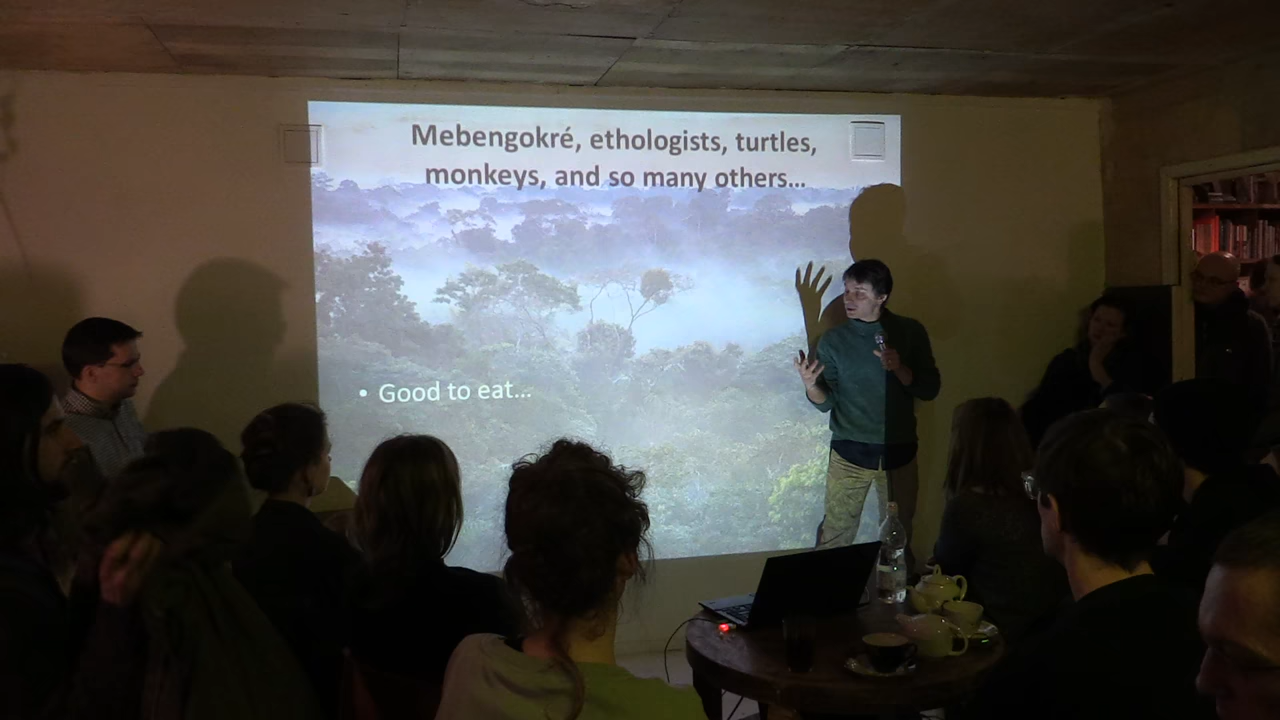 Mebengokré, ethologists, turtles,
monkeys, and so many others…
• Good to eat…